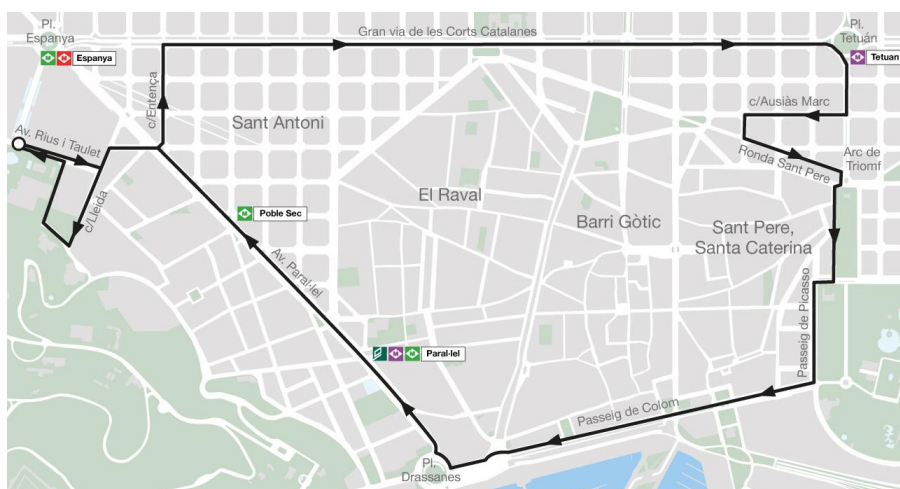 Pl.
Espanya
Espanya
Gran via de les Corts Catalanes
Pl.
Tetuán
Tetuan
c/Entença
c/Ausiàs Marc
Sant Antoni
Av. Rius i Taulet
Ronda Sant Pere
Arc de
Triomf
c/Lleida
El Raval
Poble Sec
Barri Gòtic
Sant Pere,
Santa Caterina
Av. Paral·lel
Passeig de Picasso
Paral·lel
Passeig de Colom
Pl.
Drassanes